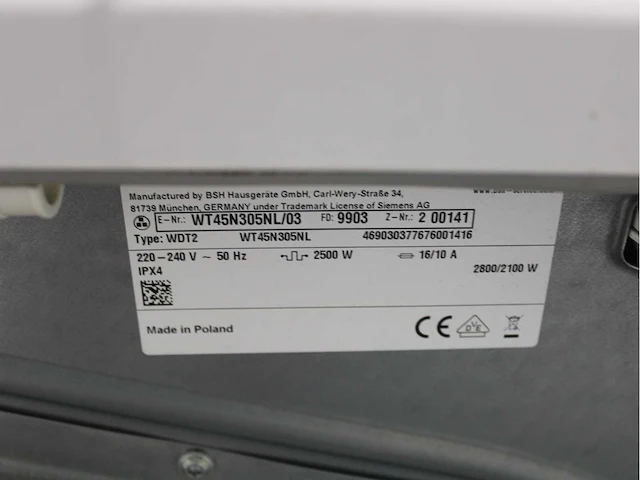 Manufactured by BSH Hausgeräte GmbH, Carl-Wery-Straße 34,
81739 München, GERMANY under Trademark License of Siemens AG
E-Nr.: WT45N305NL/03 FD: 9903 Z-Nr.: 2 00141
Type: WDT2 WT45N305NL 469030377676001416
220-240 V ~ 50 Hz 2500 W 16/10 A
IPX4 2800/2100 W
Made in Poland CE VDE